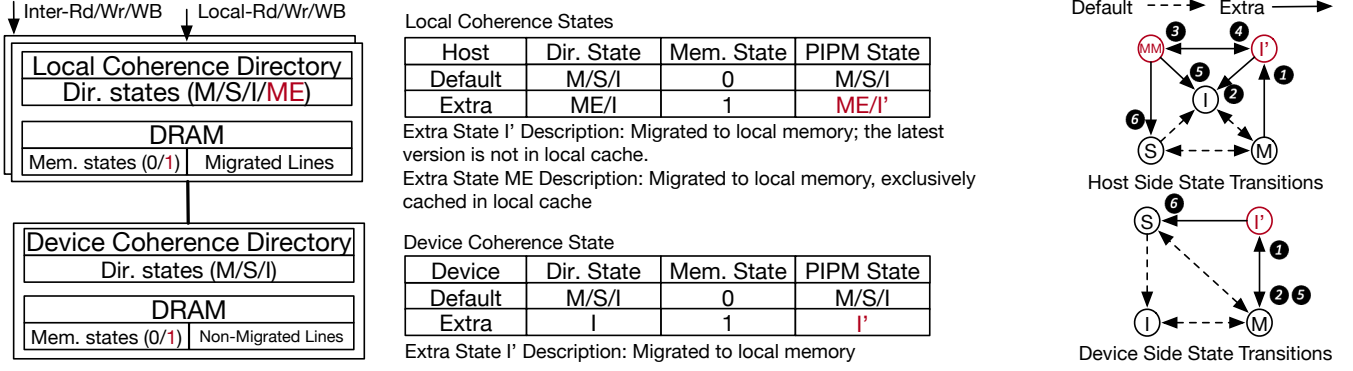 Inter-Rd/Wr/WB
Local-Rd/Wr/WB
Local Coherence Directory
Dir. states (M/S/I/ME)
DRAM
Mem. states (0/1) Migrated Lines
Device Coherence Directory
Dir. states (M/S/I)
DRAM
Mem. states (0/1) Non-Migrated Lines
Local Coherence States
Host Dir. State Mem. State PIPM State
Default M/S/I 0 M/S/I
Extra ME/I 1 ME/I’
Extra State I’ Description: Migrated to local memory; the latest
version is not in local cache.
Extra State ME Description: Migrated to local memory, exclusively
cached in local cache
Device Coherence State
Device Dir. State Mem. State PIPM State
Default M/S/I 0 M/S/I
Extra I 1 I’
Extra State I’ Description: Migrated to local memory
Default Extra
3 4
MM I’
5 1
I 2
6
S M
Host Side State Transitions
6
S I’
1
2 5
I M
Device Side State Transitions